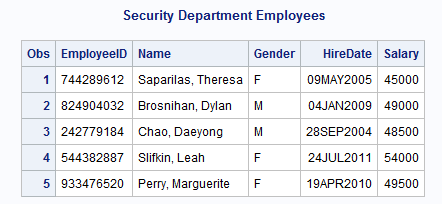 Security Department Employees
Obs EmployeeID Name Gender HireDate Salary
1 744289612 Saparilas, Theresa F 09MAY2005 45000
2 824904032 Brosnihan, Dylan M 04JAN2009 49000
3 242779184 Chao, Daeyong M 28SEP2004 48500
4 544382887 Slifkin, Leah F 24JUL2011 54000
5 933476520 Perry, Marguerite F 19APR2010 49500